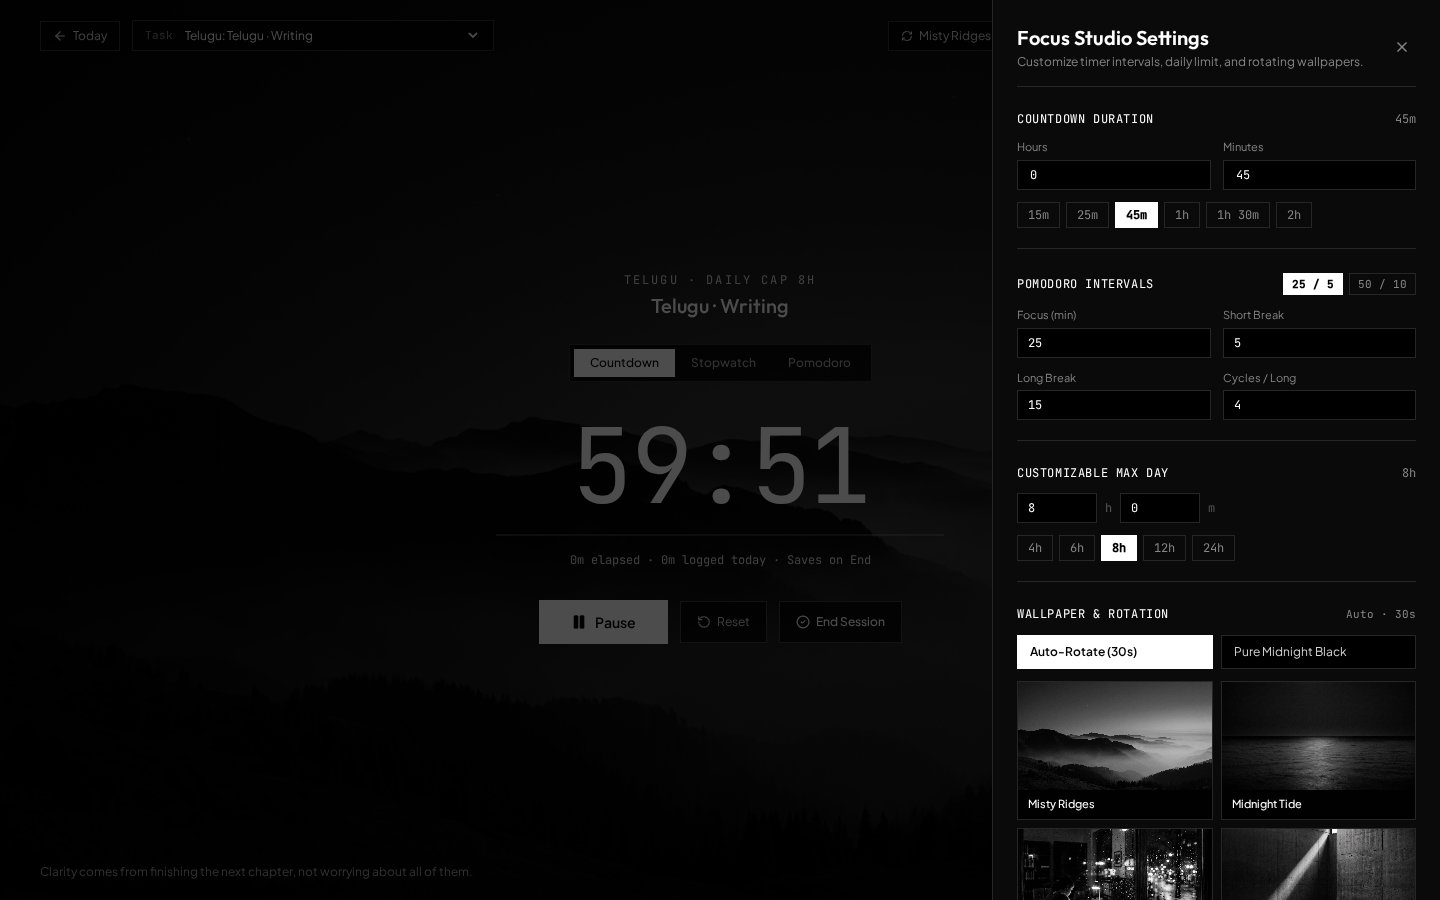 Today
Task Telugu: Telugu · Writing
Misty Ridges
TELUGU · DAILY CAP 8H
Telugu · Writing
Countdown Stopwatch Pomodoro
59:51
0m elapsed · 0m logged today · Saves on End
Pause Reset End Session
Clarity comes from finishing the next chapter, not worrying about all of them.
Focus Studio Settings
Customize timer intervals, daily limit, and rotating wallpapers.
COUNTDOWN DURATION 45m
Hours Minutes
0 45
15m 25m 45m 1h 1h 30m 2h
POMODORO INTERVALS 25 / 5 50 / 10
Focus (min) Short Break
25 5
Long Break Cycles / Long
15 4
CUSTOMIZABLE MAX DAY 8h
8 h 0 m
4h 6h 8h 12h 24h
WALLPAPER & ROTATION Auto · 30s
Auto-Rotate (30s) Pure Midnight Black
Misty Ridges Midnight Tide